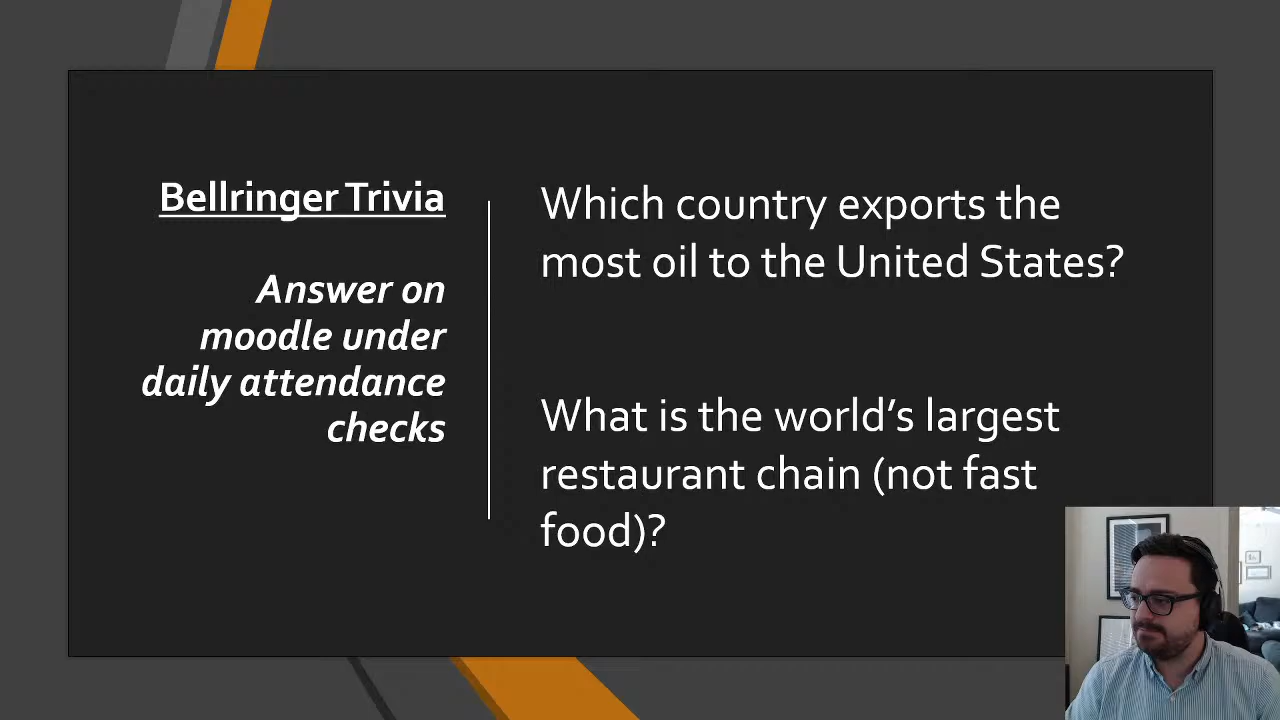 Bellringer Trivia
Answer on
moodle under
daily attendance
checks
Which country exports the
most oil to the United States?
What is the world’s largest
restaurant chain (not fast
food)?